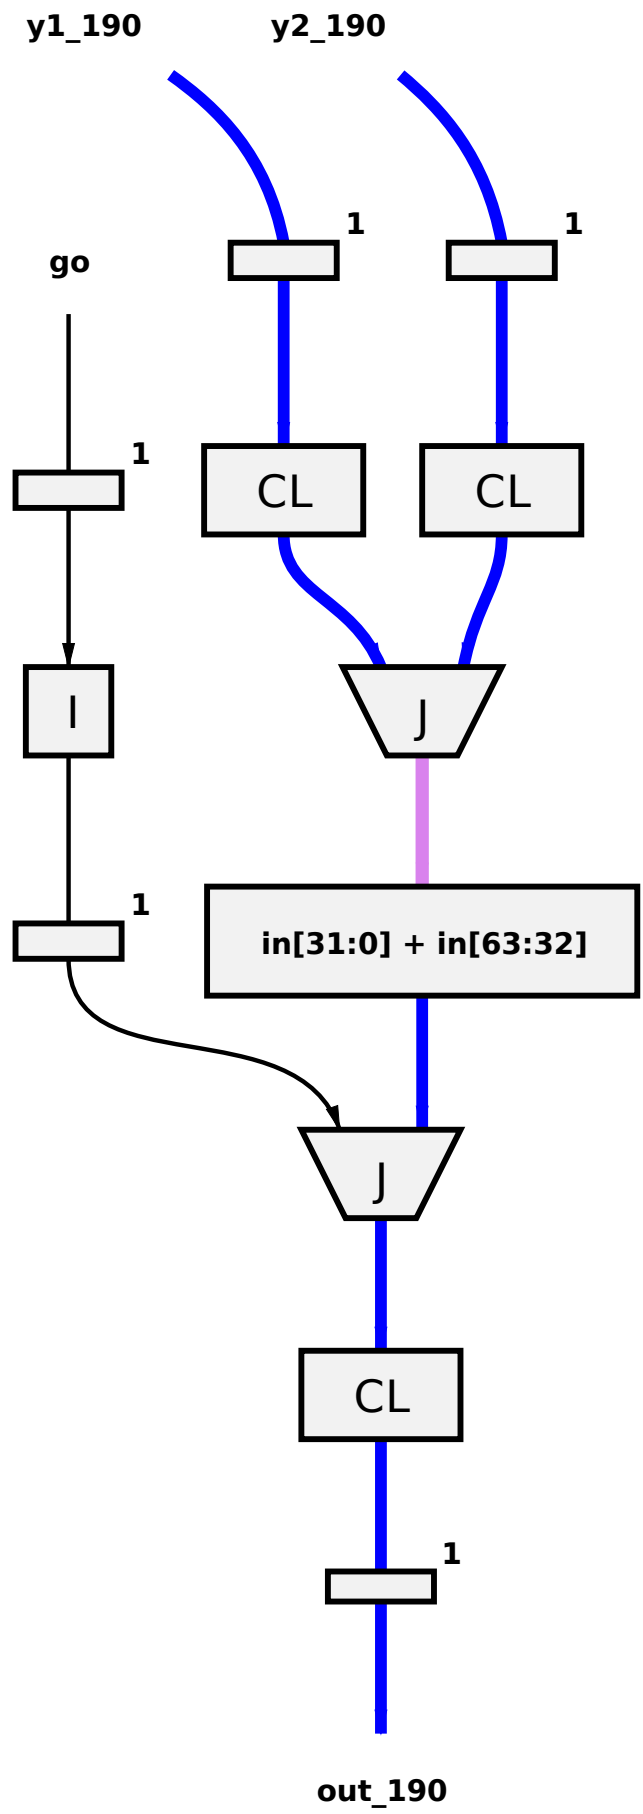 y1_190 y2_190
1 1
go
1
CL CL
I
J
1
in[31:0] + in[63:32]
J
CL
1
out_190